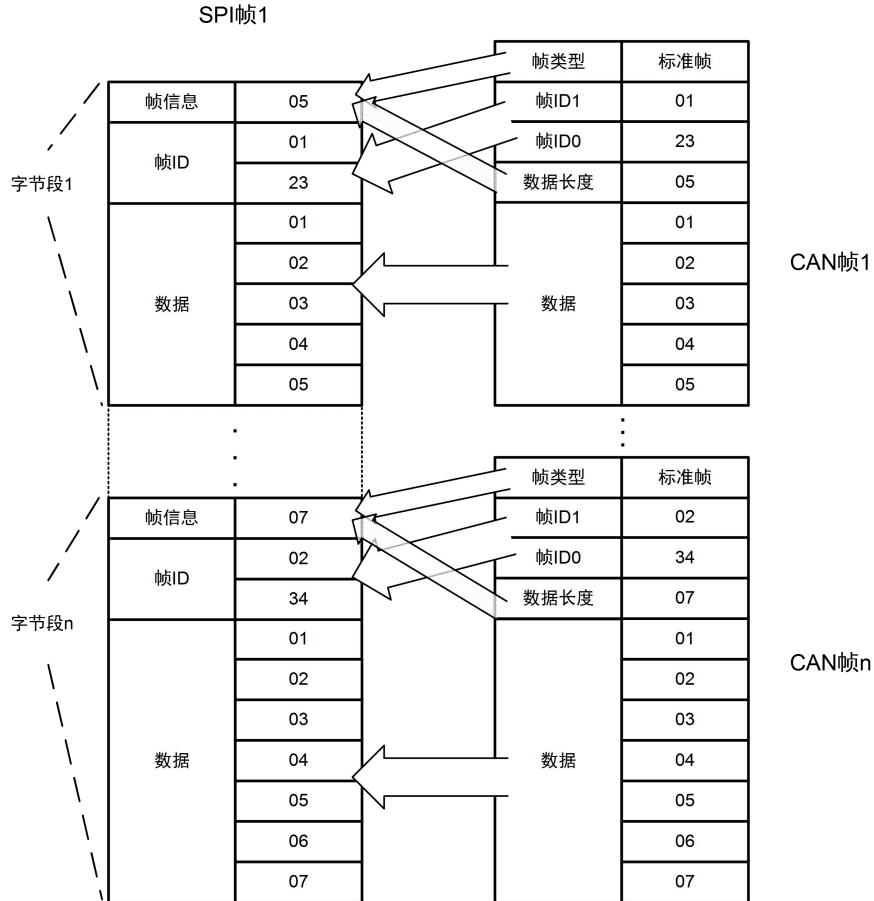 SPI帧1
帧类型 标准帧
帧信息 05 帧ID1 01
01 帧ID0 23
帧ID
字节段1 23 数据长度 05
01 01
02 02 CAN帧1
数据 03 数据 03
04 04
05 05
帧类型 标准帧
帧信息 07 帧ID1 02
02 帧ID0 34
帧ID
34 数据长度 07
字节段n
01 01
02 02 CAN帧n
03 03
数据 04 数据 04
05 05
06 06
07 07